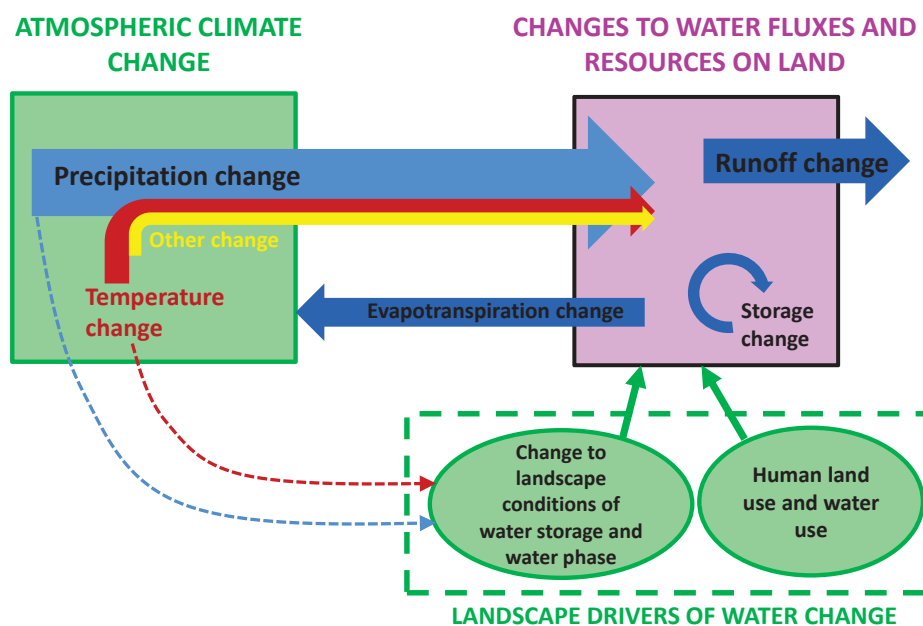 ATMOSPHERIC CLIMATE
CHANGE
CHANGES TO WATER FLUXES AND
RESOURCES ON LAND
Precipitation change
Runoff change
Other change
Temperature
change
Evapotranspiration change
Storage
change
Change to
landscape
conditions of
water storage and
water phase
Human land
use and water
use
LANDSCAPE DRIVERS OF WATER CHANGE